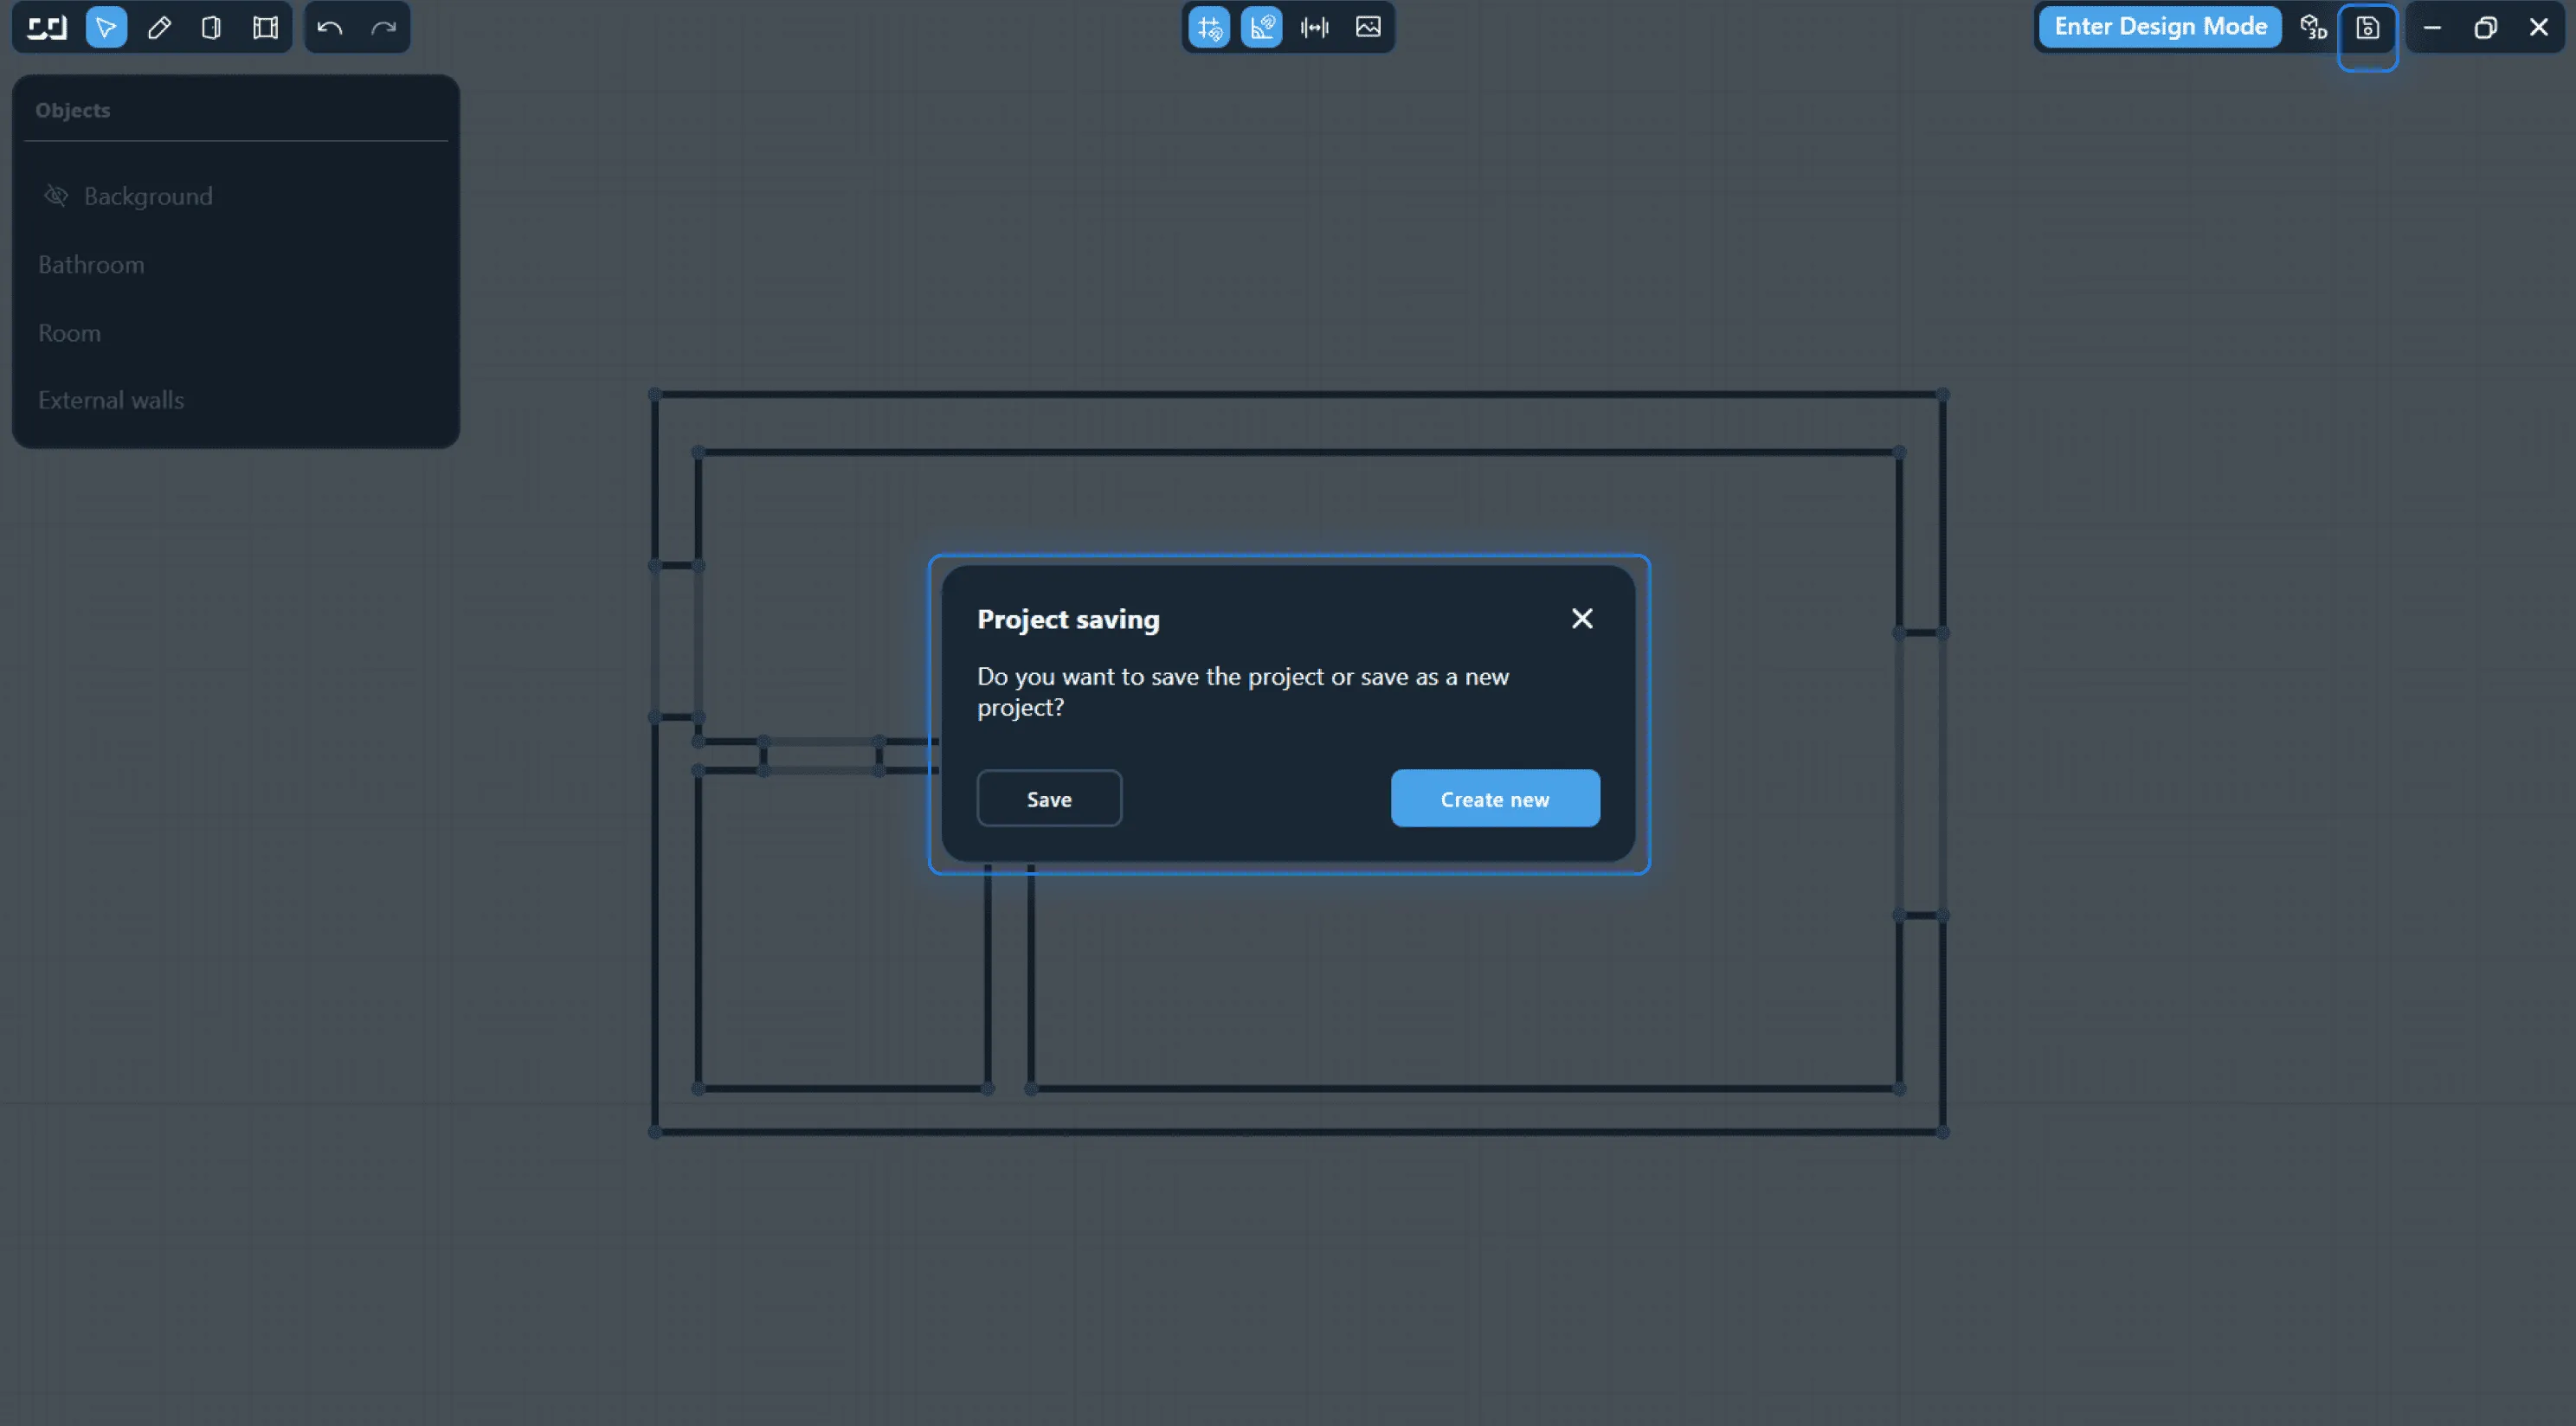 Enter Design Mode
3D
Objects
Background
Bathroom
Room
External walls
Project saving
Do you want to save the project or save as a new
project?
Save
Create new